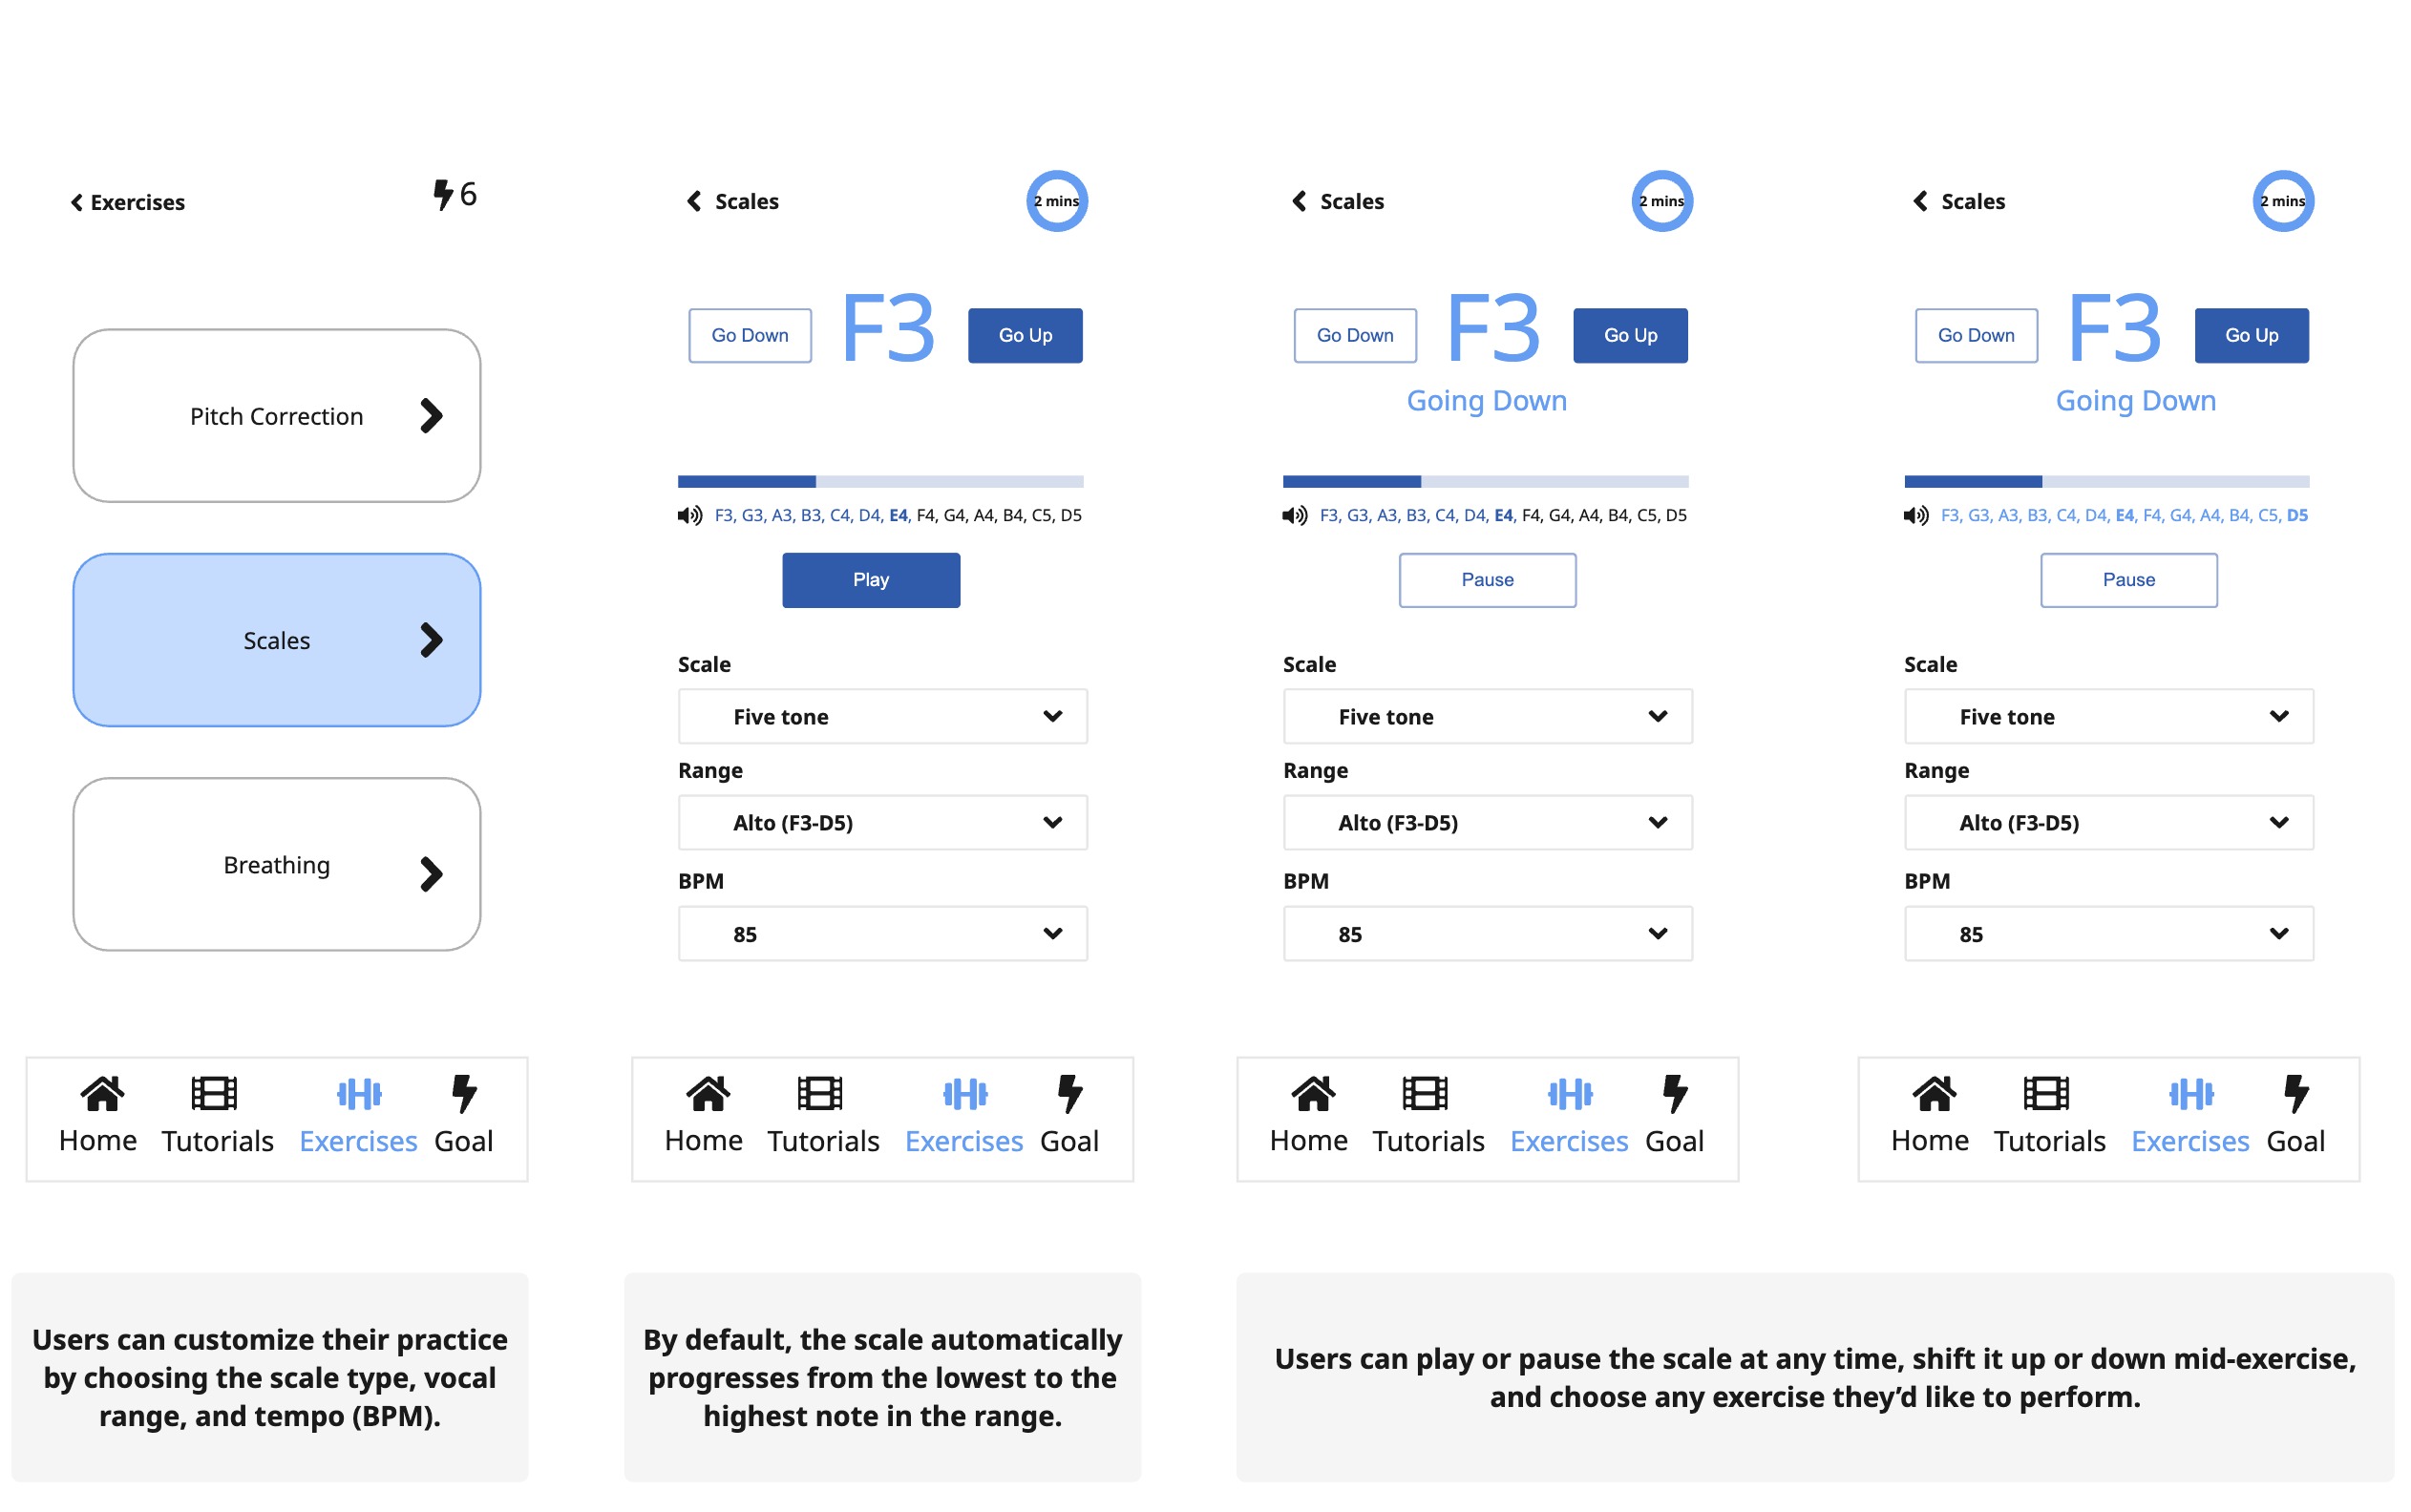 Exercises
6
Pitch Correction
Scales
Breathing
Home Tutorials Exercises Goal
Users can customize their practice
by choosing the scale type, vocal
range, and tempo (BPM).
Scales
2 mins
Go Down F3 Go Up
F3, G3, A3, B3, C4, D4, E4, F4, G4, A4, B4, C5, D5
Play
Scale
Five tone
Range
Alto (F3-D5)
BPM
85
Home Tutorials Exercises Goal
By default, the scale automatically
progresses from the lowest to the
highest note in the range.
Scales
2 mins
Go Down F3 Go Up
Going Down
F3, G3, A3, B3, C4, D4, E4, F4, G4, A4, B4, C5, D5
Pause
Scale
Five tone
Range
Alto (F3-D5)
BPM
85
Home Tutorials Exercises Goal
Scales
2 mins
Go Down F3 Go Up
Going Down
F3, G3, A3, B3, C4, D4, E4, F4, G4, A4, B4, C5, D5
Pause
Scale
Five tone
Range
Alto (F3-D5)
BPM
85
Home Tutorials Exercises Goal
Users can play or pause the scale at any time, shift it up or down mid-exercise,
and choose any exercise they’d like to perform.